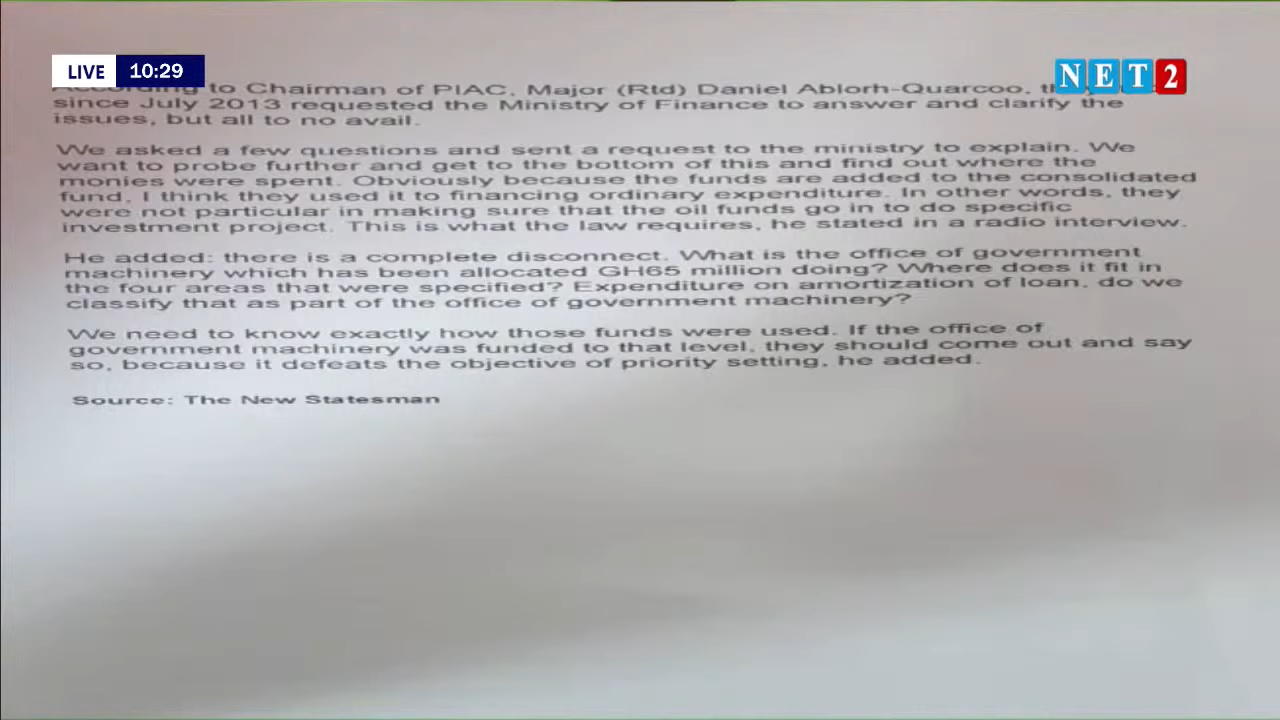 LIVE 10:29
NET2
According to Chairman of PIAC, Major (Rtd) Daniel Ablorh-Quarcoo,
since July 2013 requested the Ministry of Finance to answer and clarify the
issues, but all to no avail.
We asked a few questions and sent a request to the ministry to explain. We
want to probe further and get to the bottom of this and find out where the
monies were spent. Obviously because the funds are added to the consolidated
fund, I think they used it to financing ordinary expenditure. In other words, they
were not particular in making sure that the oil funds go in to do specific
investment project. This is what the law requires, he stated in a radio interview.
He added: there is a complete disconnect. What is the office of government
machinery which has been allocated GH65 million doing? Where does it fit in
the four areas that were specified? Expenditure on amortization of loan, do we
classify that as part of the office of government machinery?
We need to know exactly how those funds were used. If the office of
government machinery was funded to that level, they should come out and say
so, because it defeats the objective of priority setting, he added.
Source: The New Statesman